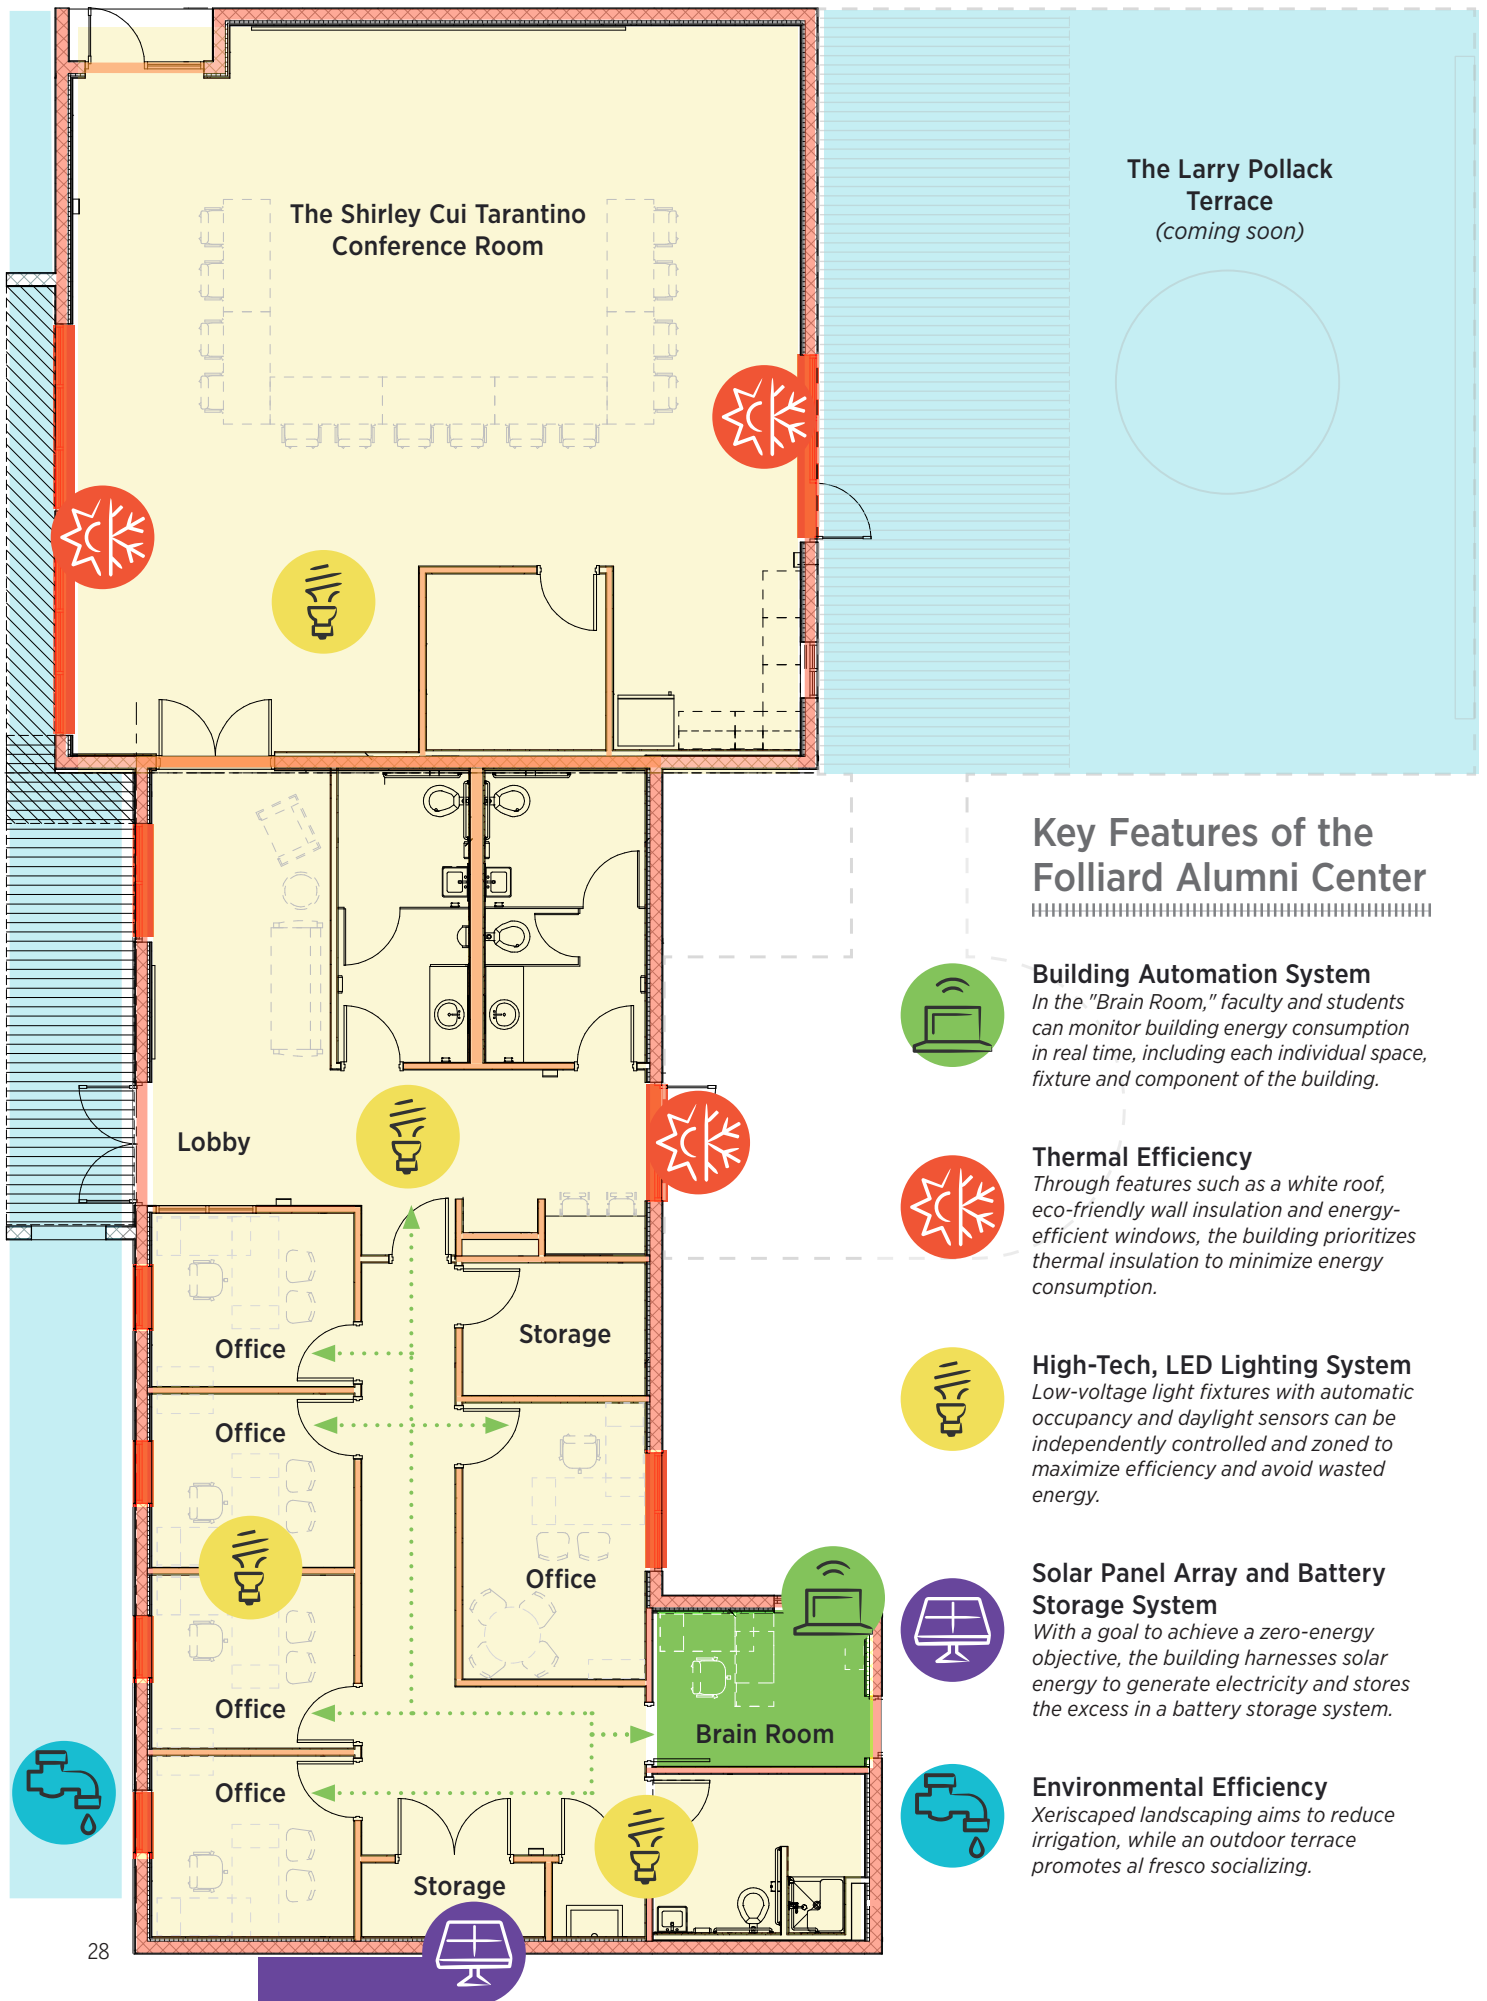 The Shirley Cui Tarantino
Conference Room
The Larry Pollack
Terrace
(coming soon)
Key Features of the
Folliard Alumni Center
Building Automation System
In the "Brain Room," faculty and students
can monitor building energy consumption
in real time, including each individual space,
fixture and component of the building.
Thermal Efficiency
Through features such as a white roof,
eco-friendly wall insulation and energy-
efficient windows, the building prioritizes
thermal insulation to minimize energy
consumption.
High-Tech, LED Lighting System
Low-voltage light fixtures with automatic
occupancy and daylight sensors can be
independently controlled and zoned to
maximize efficiency and avoid wasted
energy.
Solar Panel Array and Battery
Storage System
With a goal to achieve a zero-energy
objective, the building harnesses solar
energy to generate electricity and stores
the excess in a battery storage system.
Environmental Efficiency
Xeriscaped landscaping aims to reduce
irrigation, while an outdoor terrace
promotes al fresco socializing.
Lobby
Office
Storage
Office
Office
Office
Brain Room
Office
Storage
28